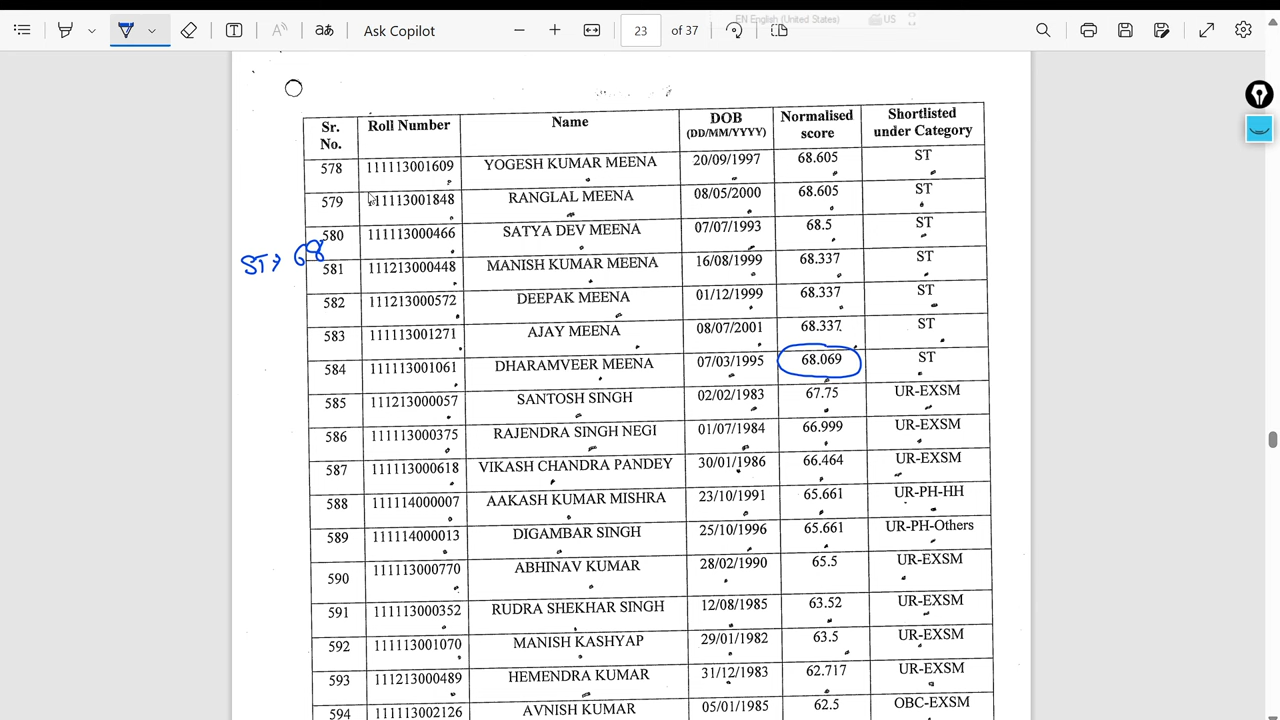 EN English (United States) US
Ask Copilot 23 of 37
Sr. No. Roll Number Name DOB (DD/MM/YYYY) Normalised score Shortlisted under Category
578 111113001609 YOGESH KUMAR MEENA 20/09/1997 68.605 ST
579 111113001848 RANGLAL MEENA 08/05/2000 68.605 ST
580 111113000466 SATYA DEV MEENA 07/07/1993 68.5 ST
ST→ 68
581 111213000448 MANISH KUMAR MEENA 16/08/1999 68.337 ST
582 111213000572 DEEPAK MEENA 01/12/1999 68.337 ST
583 111113001271 AJAY MEENA 08/07/2001 68.337 ST
584 111113001061 DHARAMVEER MEENA 07/03/1995 68.069 ST
585 111213000057 SANTOSH SINGH 02/02/1983 67.75 UR-EXSM
586 111113000375 RAJENDRA SINGH NEGI 01/07/1984 66.999 UR-EXSM
587 111113000618 VIKASH CHANDRA PANDEY 30/01/1986 66.464 UR-EXSM
588 111114000007 AAKASH KUMAR MISHRA 23/10/1991 65.661 UR-PH-HH
589 111114000013 DIGAMBAR SINGH 25/10/1996 65.661 UR-PH-Others
590 111113000770 ABHINAV KUMAR 28/02/1990 65.5 UR-EXSM
591 111113000352 RUDRA SHEKHAR SINGH 12/08/1985 63.52 UR-EXSM
592 111113001070 MANISH KASHYAP 29/01/1982 63.5 UR-EXSM
593 111213000489 HEMENDRA KUMAR 31/12/1983 62.717 UR-EXSM
594 111113002126 AVNISH KUMAR 05/01/1985 62.5 OBC-EXSM